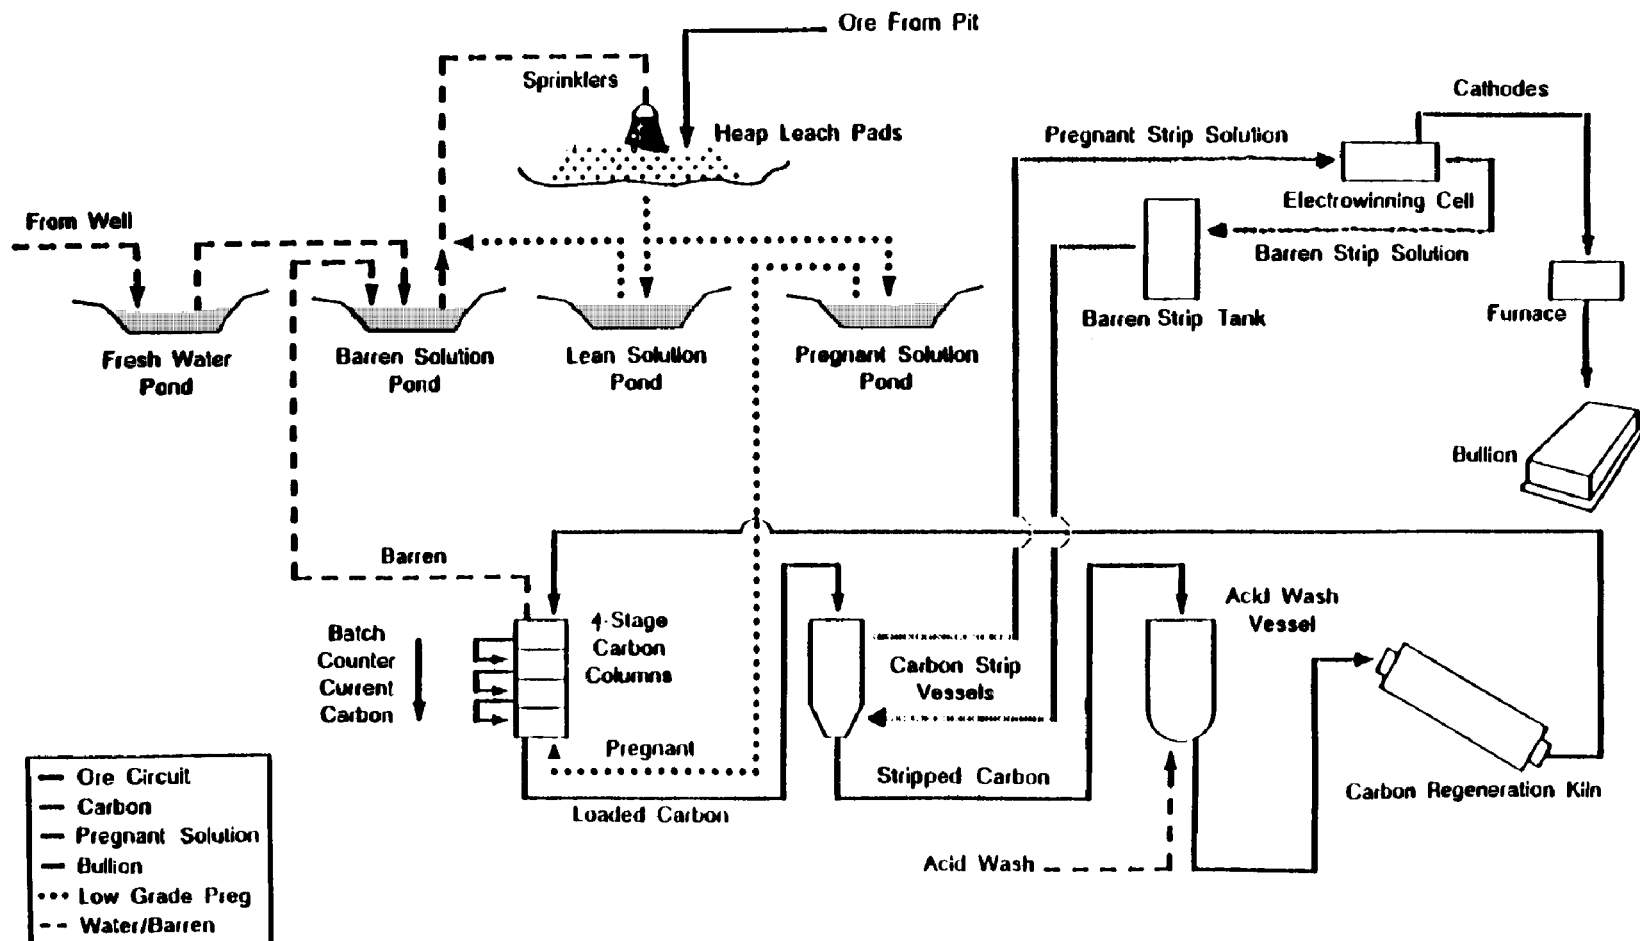 Ore From Pit
Sprinklers
Cathodes
Heap Leach Pads
Pregnant Strip Solution
Electrowinning Cell
From Well
Barren Strip Solution
Barren Strip Tank
Furnace
Fresh Water
Pond
Barren Solution
Pond
Lean Solution
Pond
Pregnant Solution
Pond
Bullion
Barren
Batch
Counter
Current
Carbon
4-Stage
Carbon
Columns
Carbon Strip
Vessels
Acid Wash
Vessel
Pregnant
Stripped Carbon
Loaded Carbon
Carbon Regeneration Kiln
Acid Wash
Ore Circuit
Carbon
Pregnant Solution
Bullion
Low Grade Preg
Water/Barren